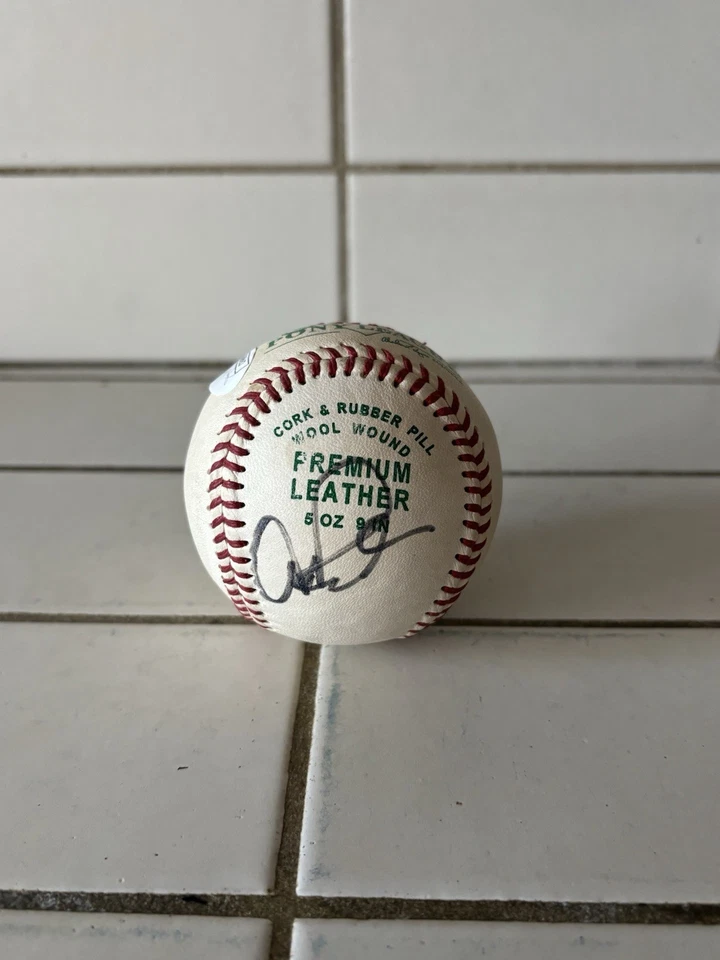 CORK & RUBBER PILL
WOOL WOUND
PREMIUM
LEATHER
5 OZ 9 IN